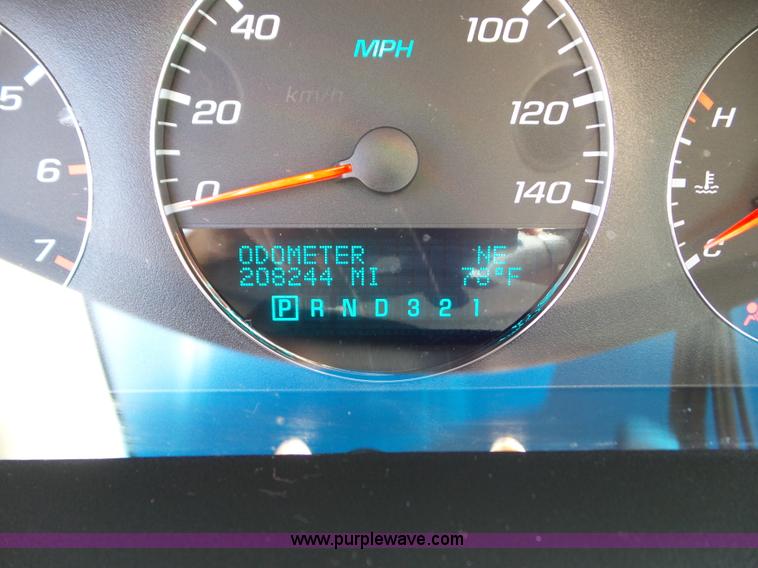 40
100
MPH
km/h
5
20
120
H
6
0
140
7
C
ODOMETER NE
208244 MI 78°F
P R N D 3 2 1
www.purplewave.com